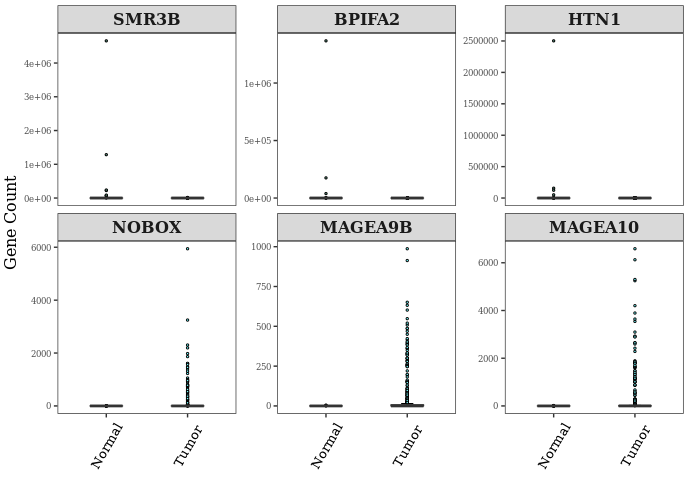 SMR3B
BPIFA2
HTN1
4e+06
3e+06
2e+06
1e+06
0e+00
1e+06
5e+05
0e+00
2500000
2000000
1500000
1000000
500000
0
Gene Count
NOBOX
MAGEA9B
MAGEA10
6000
4000
2000
0
1000
750
500
250
0
6000
4000
2000
0
Normal
Tumor
Normal
Tumor
Normal
Tumor